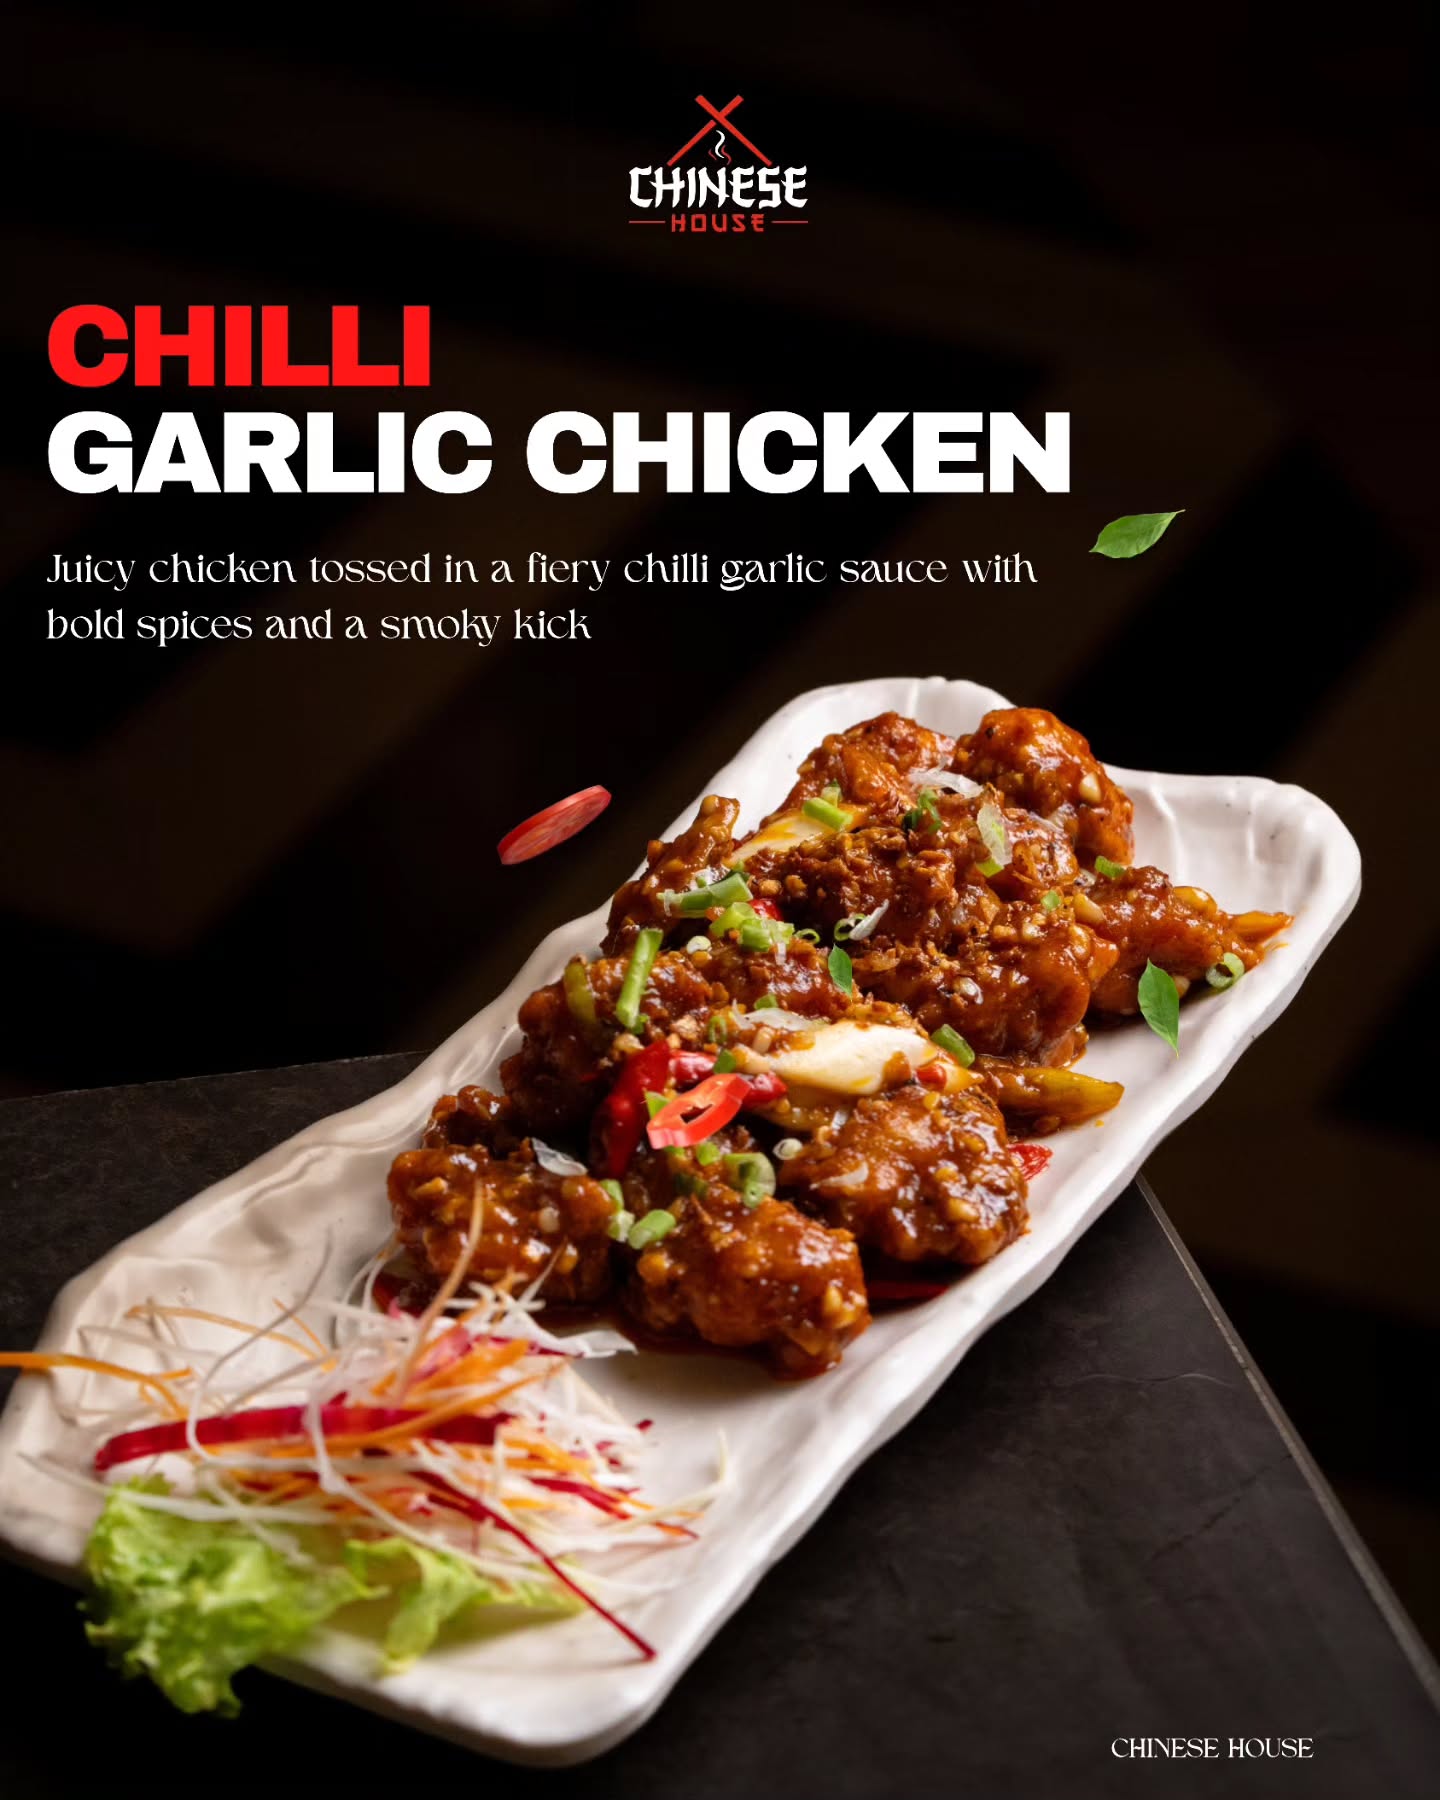 CHINESE
HOUSE
CHILLI
GARLIC CHICKEN
Juicy chicken tossed in a fiery chilli garlic sauce with
bold spices and a smoky kick
CHINESE HOUSE